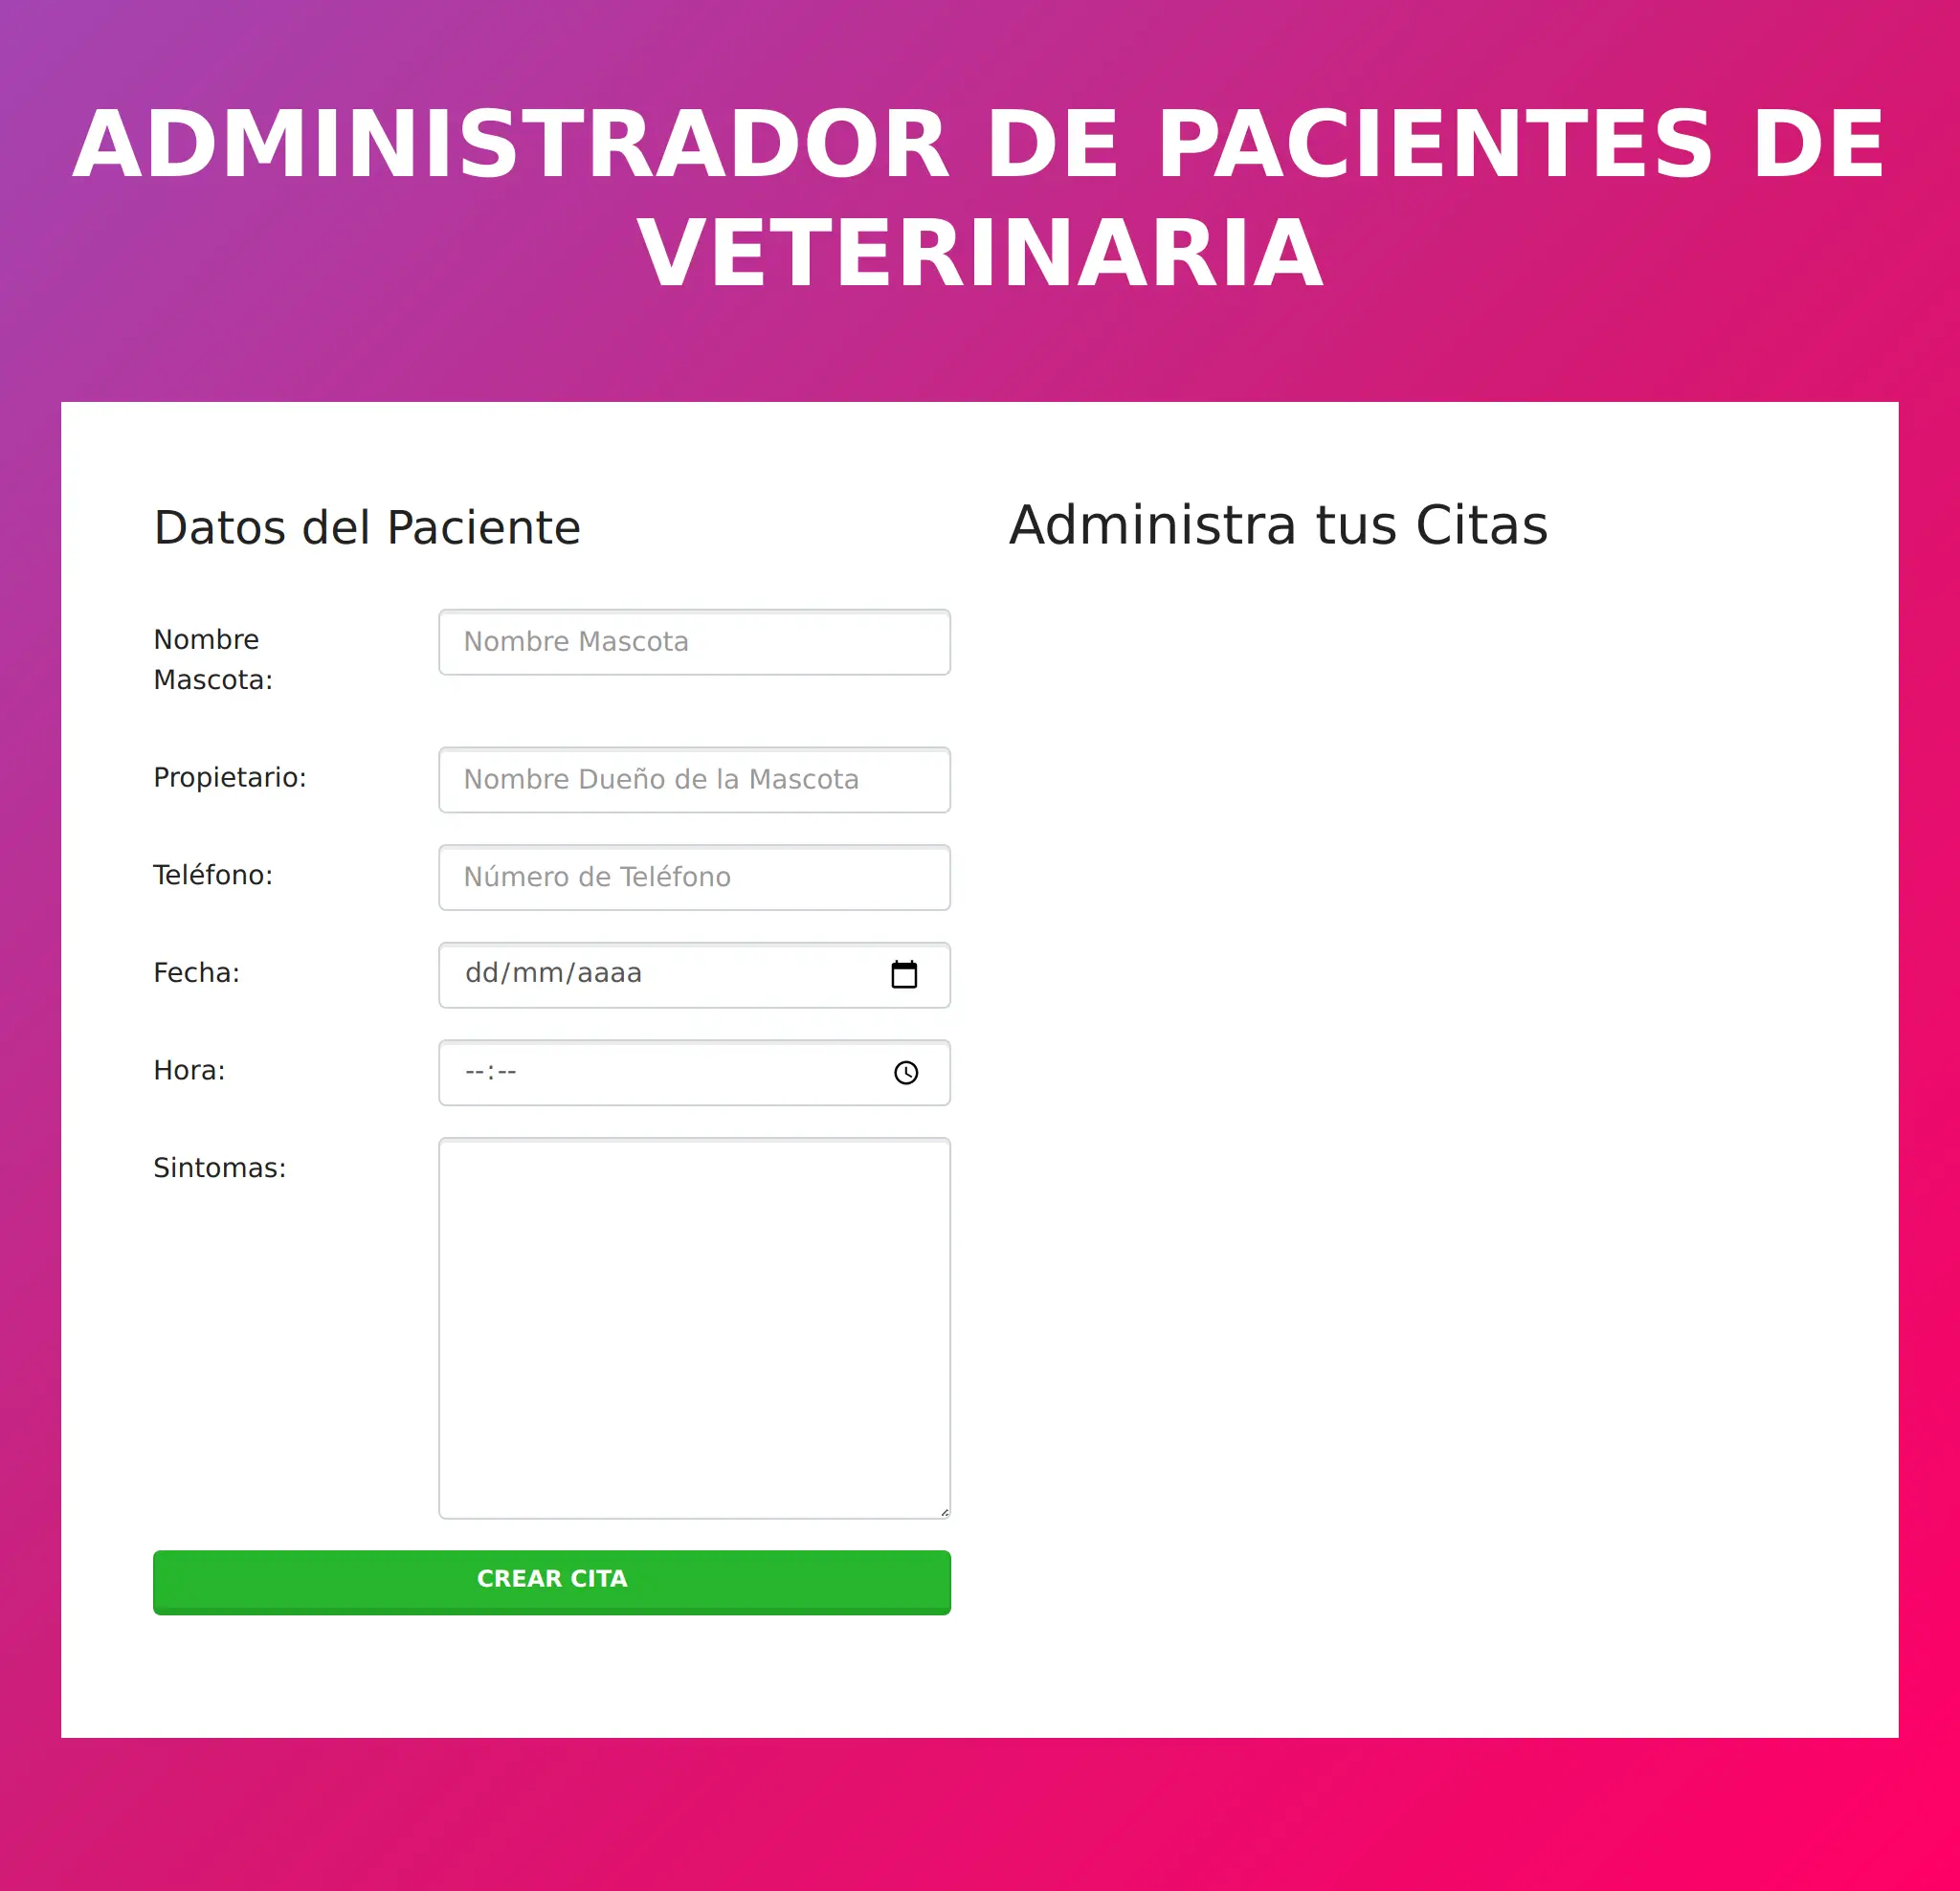 ADMINISTRADOR DE PACIENTES DE
VETERINARIA
Datos del Paciente
Nombre
Mascota:
Nombre Mascota
Propietario:
Nombre Dueño de la Mascota
Teléfono:
Número de Teléfono
Fecha:
dd/mm/aaaa
Hora:
--:--
Sintomas:
CREAR CITA
Administra tus Citas